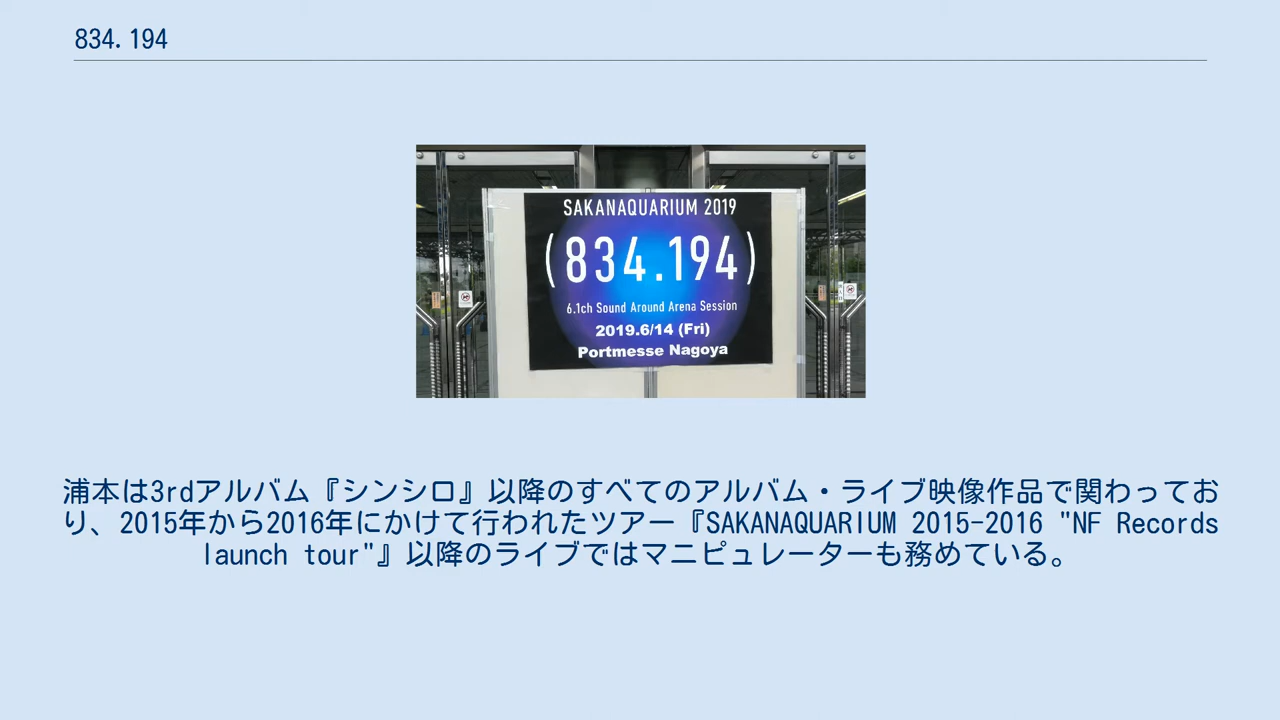 834.194
SAKANAQUARIUM 2019
(834.194)
6.1ch Sound Around Arena Session
2019.6/14 (Fri)
Portmesse Nagoya
浦本は3rdアルバム『シンシロ』以降のすべてのアルバム・ライブ映像作品で関わってお
り、2015年から2016年にかけて行われたツアー『SAKANAQUARIUM 2015-2016 "NF Records
launch tour"』以降のライブではマニピュレーターも務めている。